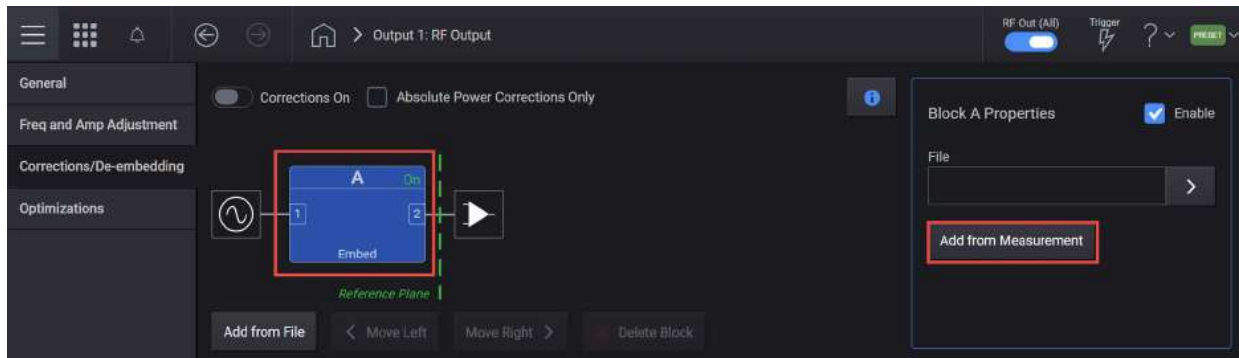 Output 1: RF Output
RF Out (All)
Trigger
PRESET
General
Freq and Amp Adjustment
Corrections/De-embedding
Optimizations
Corrections On
Absolute Power Corrections Only
A
On
1
2
Embed
Reference Plane
Add from File
Move Left
Move Right
Delete Block
Block A Properties
Enable
File
Add from Measurement